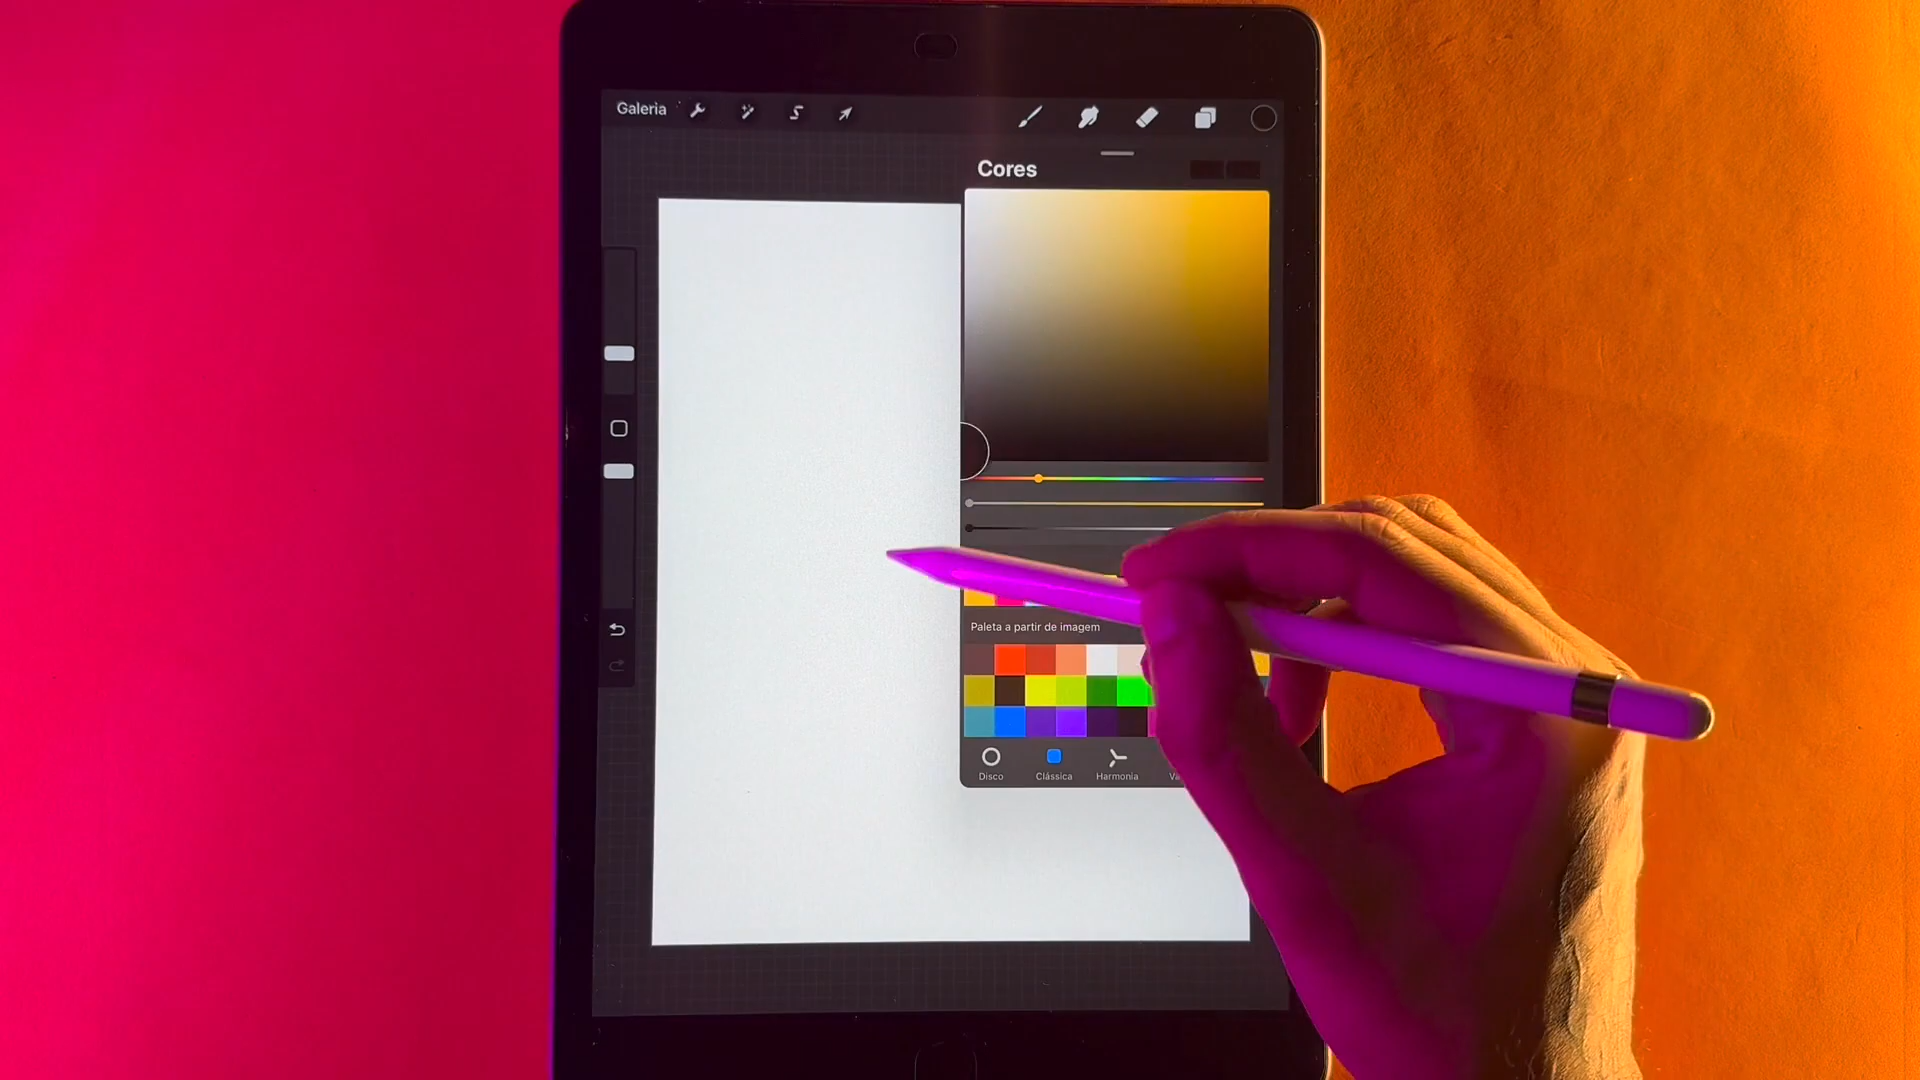 Galeria
Cores
Paleta a partir de imagem
Disco
Clássica
Harmonia